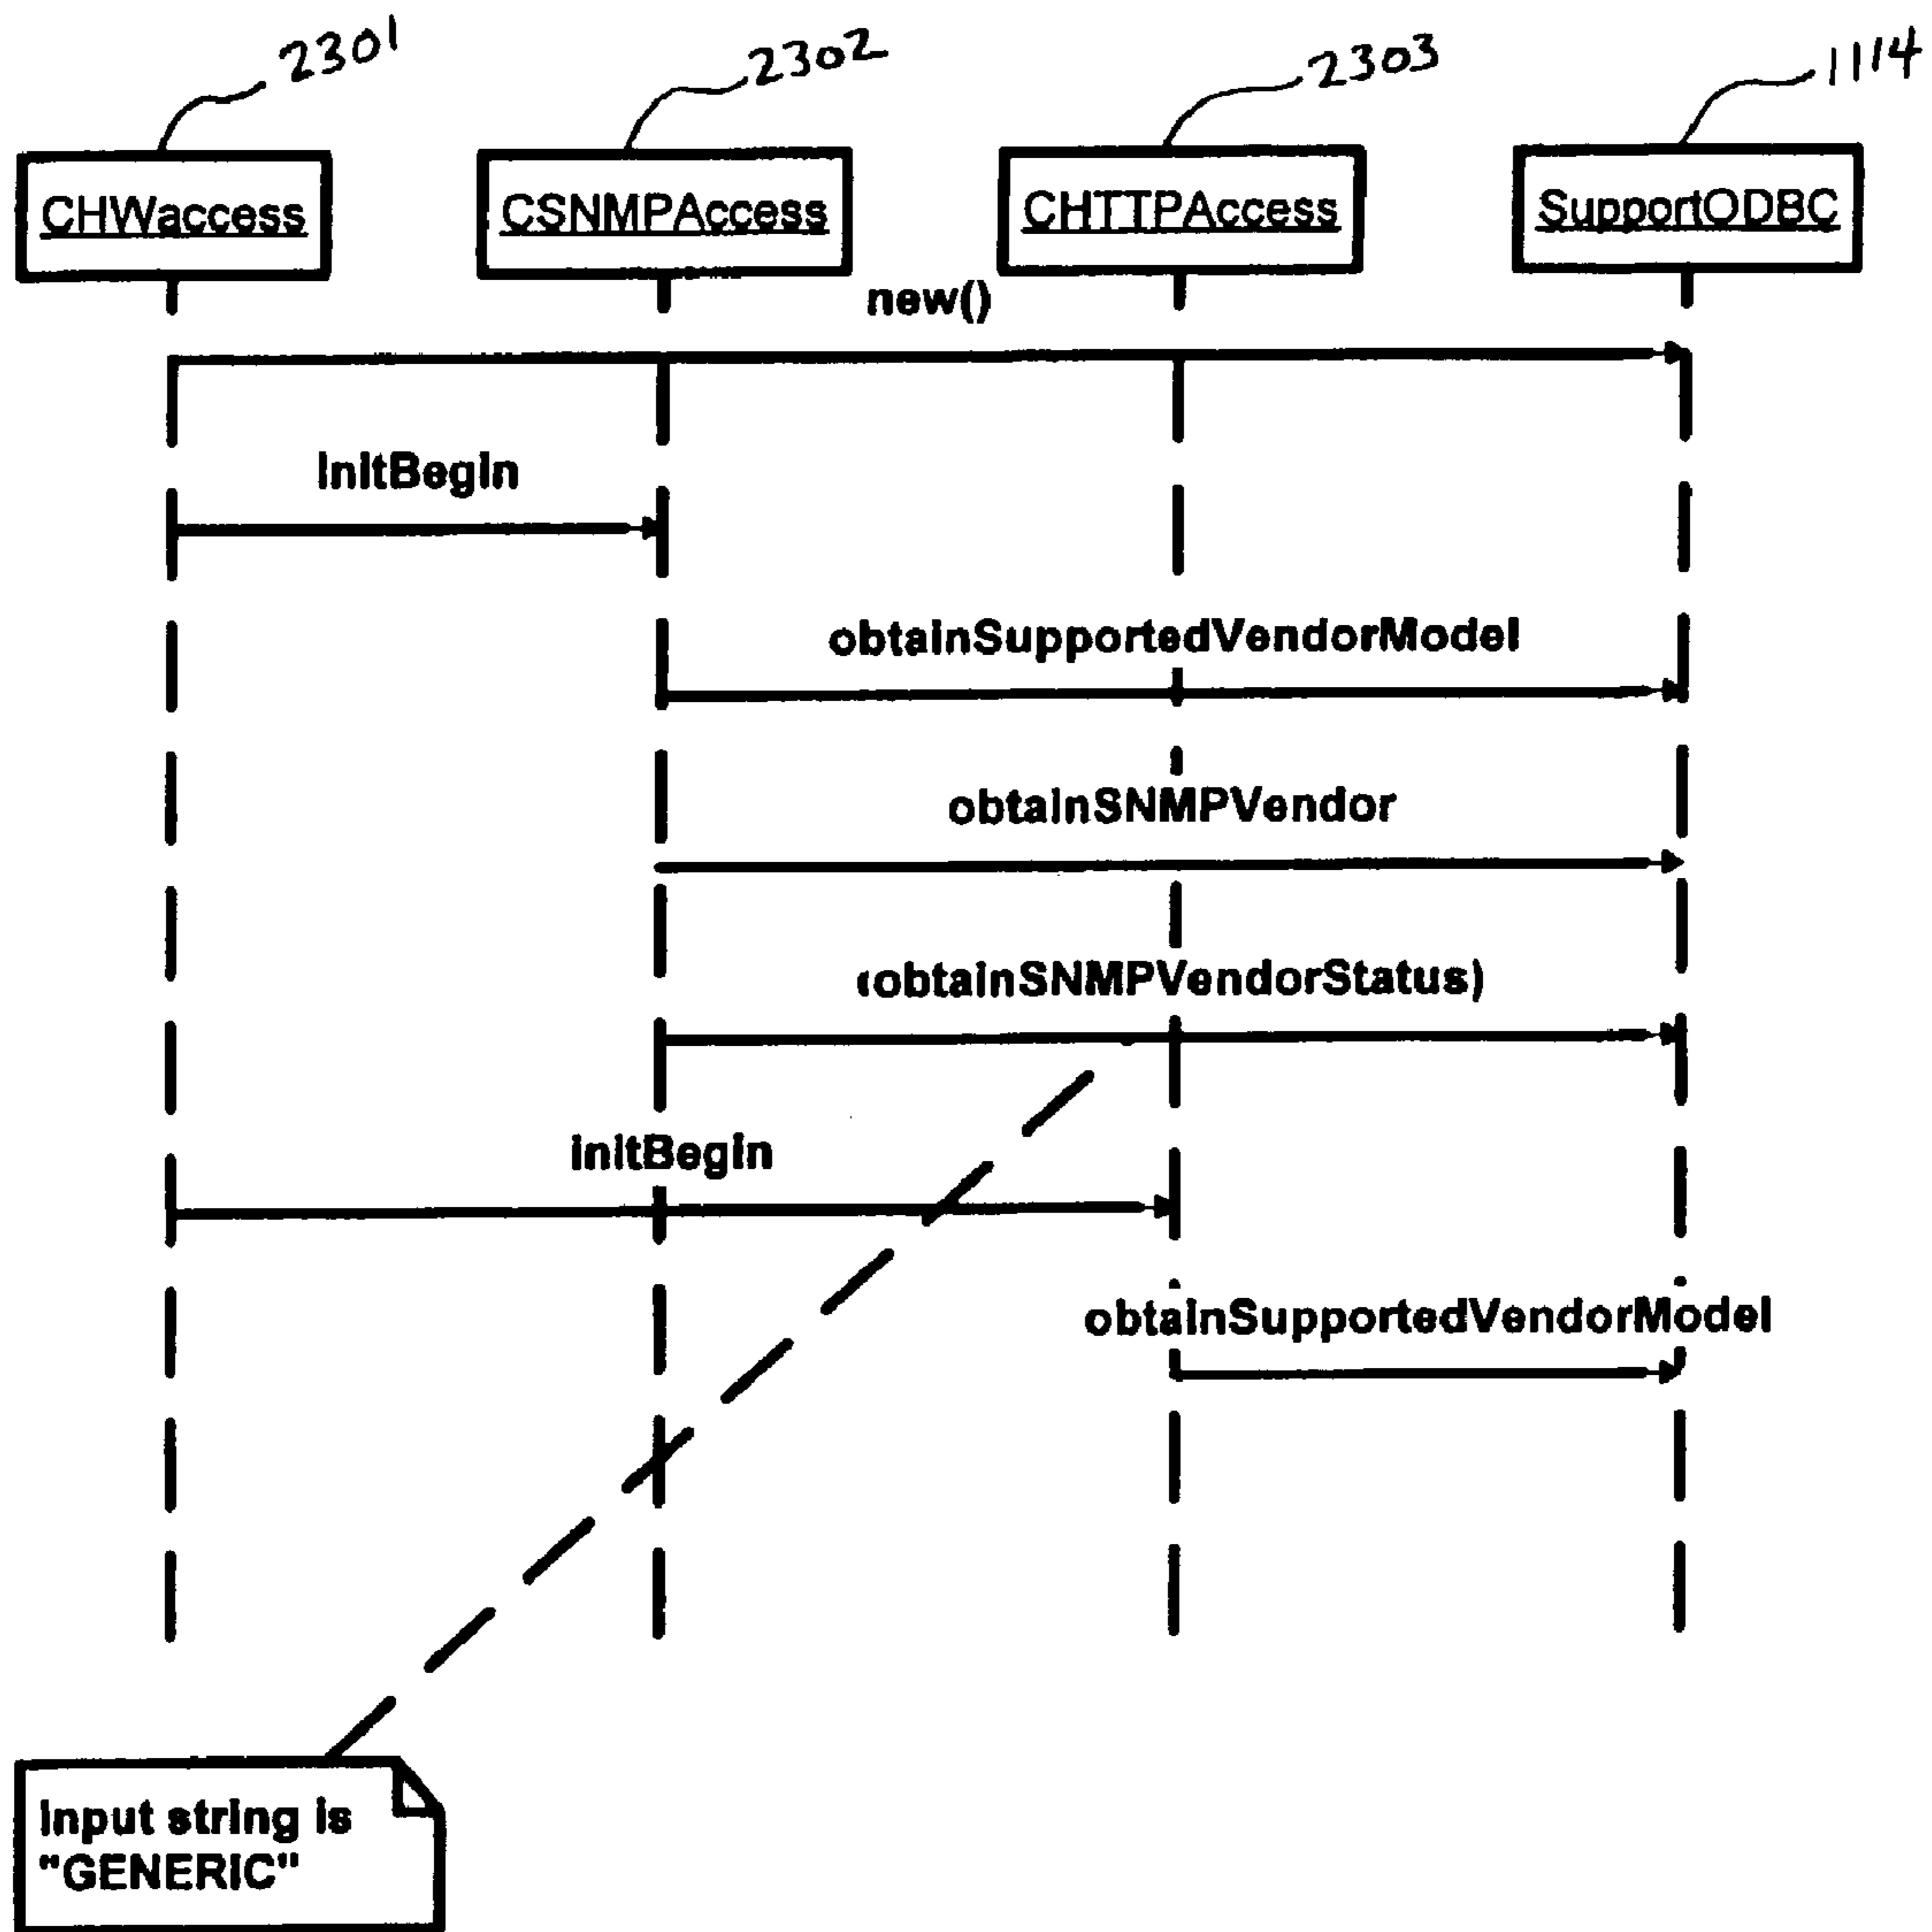 2301
2302
2303
1114
CHWaccess
CSNMPAccess
CHTTPAccess
SupportODBC
new()
InitBegin
obtainSupportedVendorModel
obtainSNMPVendor
(obtainSNMPVendorStatus)
initBegin
obtainSupportedVendorModel
Input string is
"GENERIC"